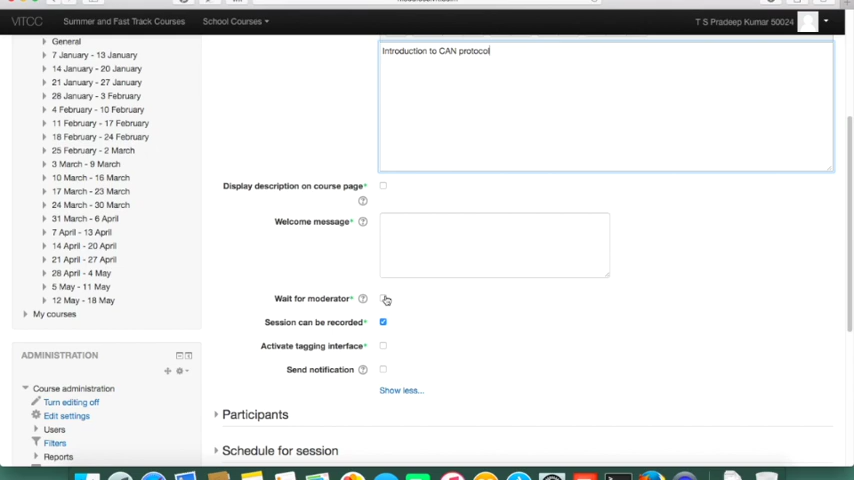 VITCC Summer and Fast Track Courses School Courses T S Pradeep Kumar 50024
General
7 January - 13 January
14 January - 20 January
21 January - 27 January
28 January - 3 February
4 February - 10 February
11 February - 17 February
18 February - 24 February
25 February - 2 March
3 March - 9 March
10 March - 16 March
17 March - 23 March
24 March - 30 March
31 March - 6 April
7 April - 13 April
14 April - 20 April
21 April - 27 April
28 April - 4 May
5 May - 11 May
12 May - 18 May
My courses
ADMINISTRATION
Course administration
Turn editing off
Edit settings
Users
Filters
Reports
Introduction to CAN protocol
Display description on course page*
Welcome message*
Wait for moderator*
Session can be recorded*
Activate tagging interface*
Send notification
Show less...
Participants
Schedule for session